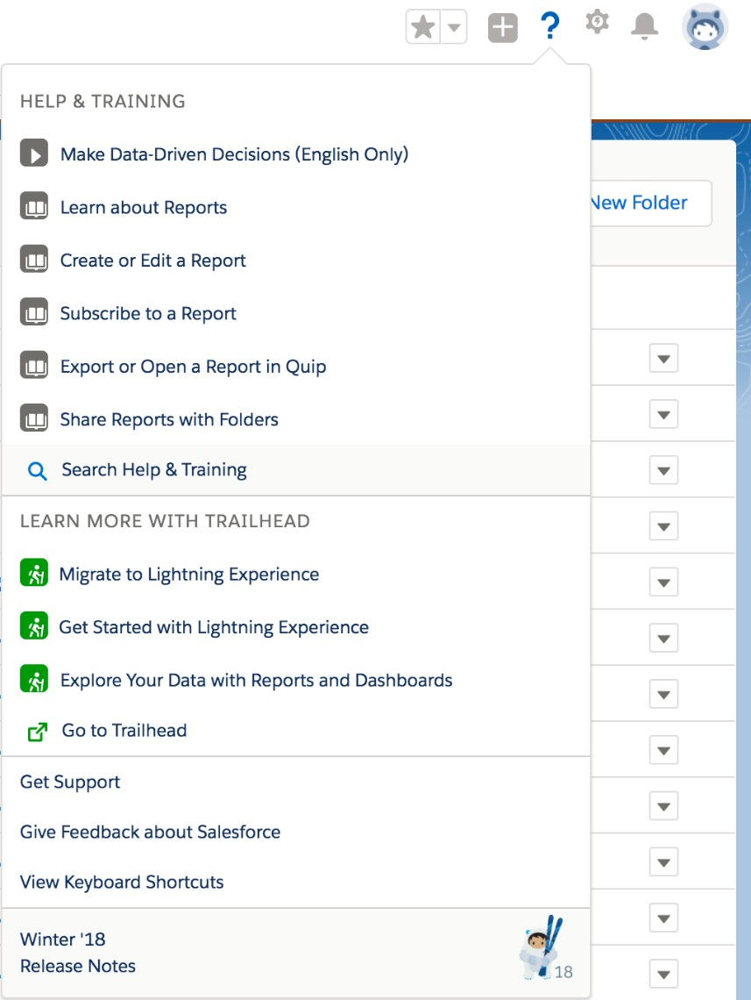 ?
HELP & TRAINING
Make Data-Driven Decisions (English Only)
Learn about Reports
New Folder
Create or Edit a Report
Subscribe to a Report
Export or Open a Report in Quip
Share Reports with Folders
Search Help & Training
LEARN MORE WITH TRAILHEAD
Migrate to Lightning Experience
Get Started with Lightning Experience
Explore Your Data with Reports and Dashboards
Go to Trailhead
Get Support
Give Feedback about Salesforce
View Keyboard Shortcuts
Winter '18
Release Notes
18